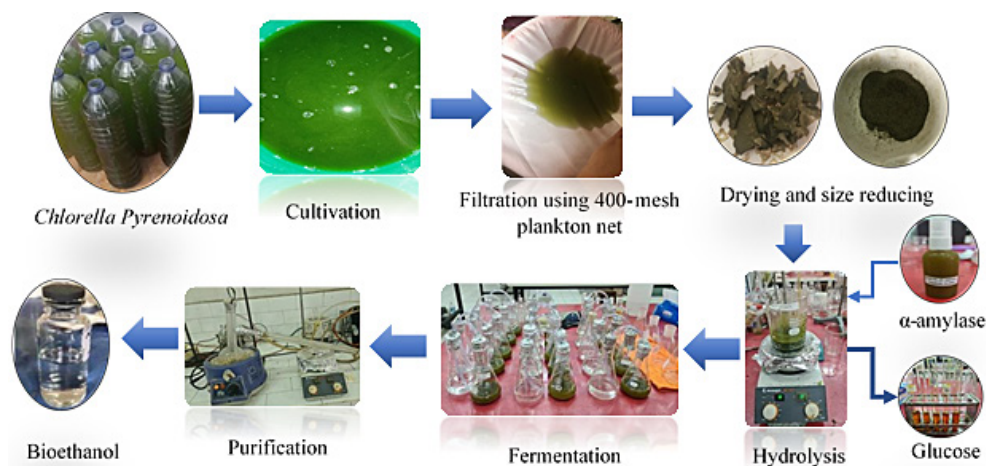 Chlorella Pyrenoidosa
Cultivation
Filtration using 400-mesh
plankton net
Drying and size reducing
α-amylase
Glucose
Hydrolysis
Fermentation
Purification
Bioethanol